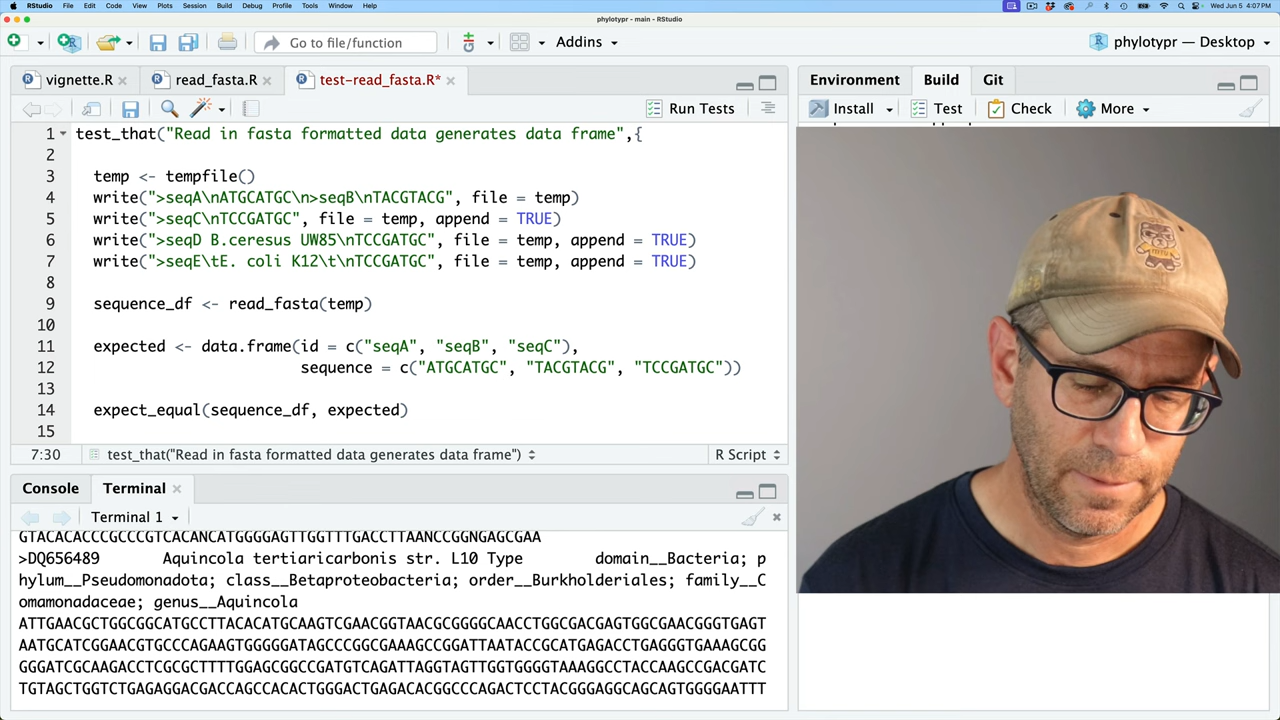 RStudio File Edit Code View Plots Session Build Debug Profile Tools Window Help Wed Jun 5 4:07 PM
phylotypr - main - RStudio
Go to file/function Addins phylotypr — Desktop
vignette.R read_fasta.R test-read_fasta.R* Environment Build Git
Run Tests Install Test Check More
1 test_that("Read in fasta formatted data generates data frame",{
2
3 temp <- tempfile()
4 write(">seqA\nATGCATGC\n>seqB\nTACGTACG", file = temp)
5 write(">seqC\nTCCGATGC", file = temp, append = TRUE)
6 write(">seqD B.ceresus UW85\nTCCGATGC", file = temp, append = TRUE)
7 write(">seqE\tE. coli K12\t\nTCCGATGC", file = temp, append = TRUE)
8
9 sequence_df <- read_fasta(temp)
10
11 expected <- data.frame(id = c("seqA", "seqB", "seqC"),
12 sequence = c("ATGCATGC", "TACGTACG", "TCCGATGC"))
13
14 expect_equal(sequence_df, expected)
15
7:30 test_that("Read in fasta formatted data generates data frame") R Script
Console Terminal
Terminal 1
GTACACACCGCCCGTCACANCATGGGGAGTTGGTTTGACCTTAANCCGGNGAGCGAA
>DQ656489 Aquincola tertiaricarbonis str. L10 Type domain__Bacteria; p
hylum__Pseudomonadota; class__Betaproteobacteria; order__Burkholderiales; family__C
omamonadaceae; genus__Aquincola
ATTGAACGCTGGCGGCATGCCTTACACATGCAAGTCGAACGGTAACGCGGGGCAACCTGGCGACGAGTGGCGAACGGGTGAGT
AATGCATCGGAACGTGCCCAGAAGTGGGGGATAGCCCGGCGAAAGCCGGATTAATACCGCATGAGACCTGAGGGTGAAAGCGG
GGGATCGCAAGACCTCGCGCTTTTGGAGCGGCCGATGTCAGATTAGGTAGTTGGTGGGGTAAAGGCCTACCAAGCCGACGATC
TGTAGCTGGTCTGAGAGGACGACCAGCCACACTGGGACTGAGACACGGCCCAGACTCCTACGGGAGGCAGCAGTGGGGAATTT